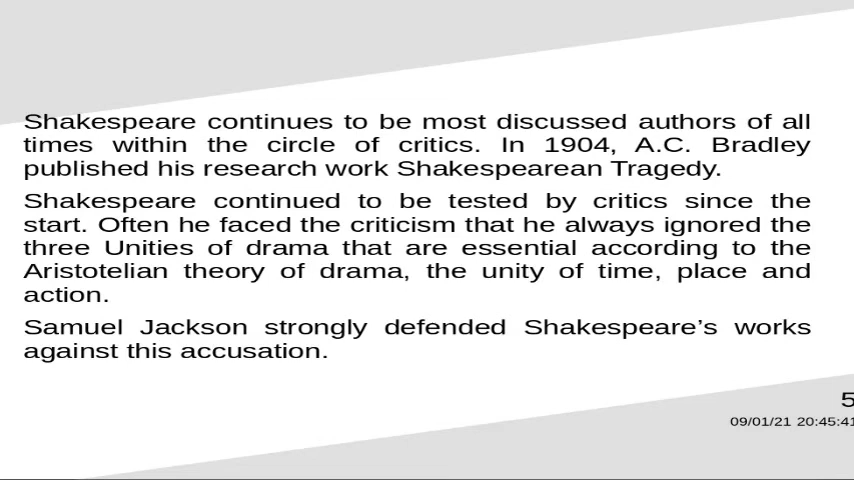 Shakespeare continues to be most discussed authors of all
times within the circle of critics. In 1904, A.C. Bradley
published his research work Shakespearean Tragedy.
Shakespeare continued to be tested by critics since the
start. Often he faced the criticism that he always ignored the
three Unities of drama that are essential according to the
Aristotelian theory of drama, the unity of time, place and
action.
Samuel Jackson strongly defended Shakespeare’s works
against this accusation.
5
09/01/21 20:45:41